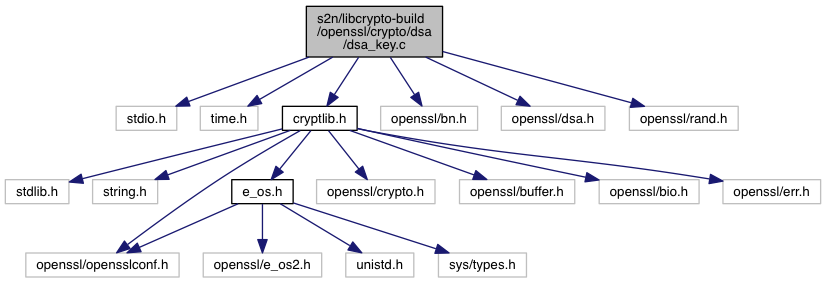 s2n/libcrypto-build
/openssl/crypto/dsa
/dsa_key.c
stdio.h
time.h
cryptlib.h
openssl/bn.h
openssl/dsa.h
openssl/rand.h
stdlib.h
string.h
e_os.h
openssl/crypto.h
openssl/buffer.h
openssl/bio.h
openssl/err.h
openssl/opensslconf.h
openssl/e_os2.h
unistd.h
sys/types.h